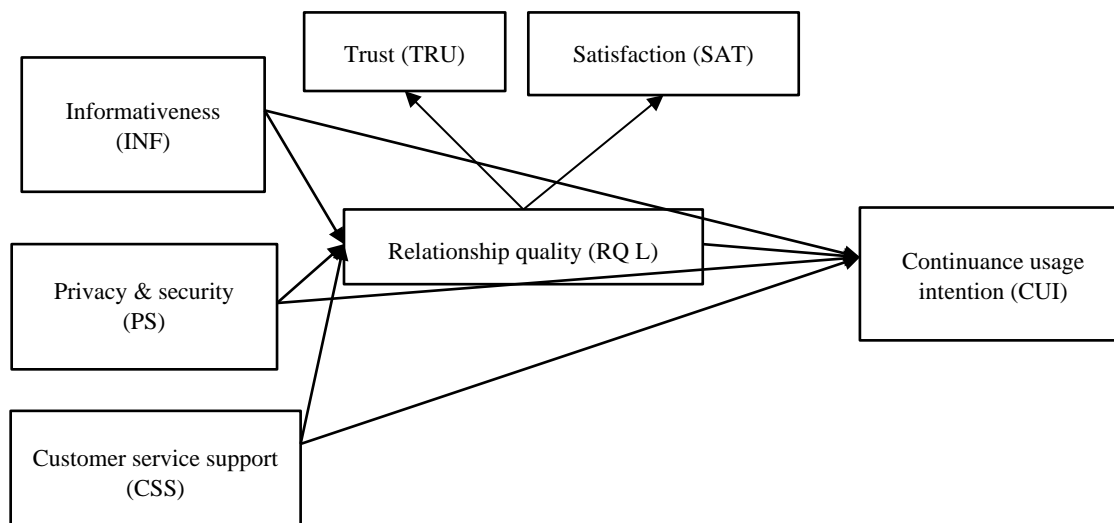 Trust (TRU)
Satisfaction (SAT)
Informativeness
(INF)
Relationship quality (RQ L)
Continuance usage
intention (CUI)
Privacy & security
(PS)
Customer service support
(CSS)